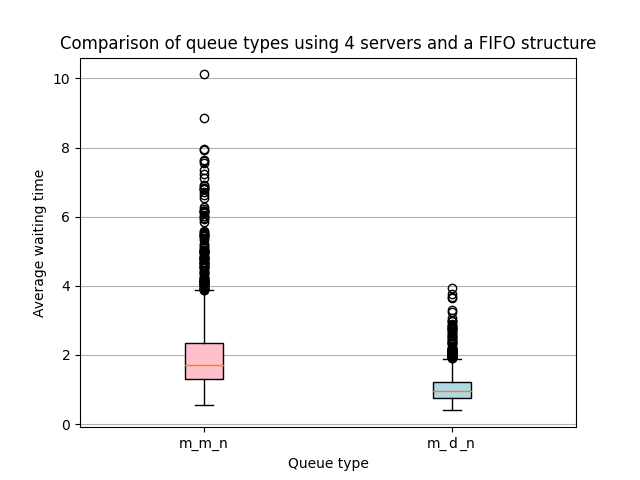 Comparison of queue types using 4 servers and a FIFO structure
Average waiting time
10
8
6
4
2
0
m_m_n
m_d_n
Queue type